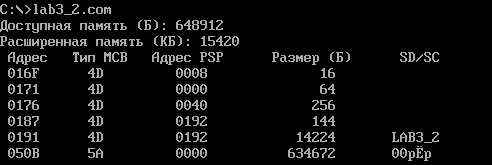 C:\>lab3_2.com
Доступная память (Б): 648912
Расширенная память (КБ): 15420
Адрес Тип MCB Адрес PSP Размер (Б) SD/SC
016F 4D 0008 16
0171 4D 0000 64
0176 4D 0040 256
0187 4D 0192 144
0191 4D 0192 14224 LAB3_2
050B 5A 0000 634672 00рЁр